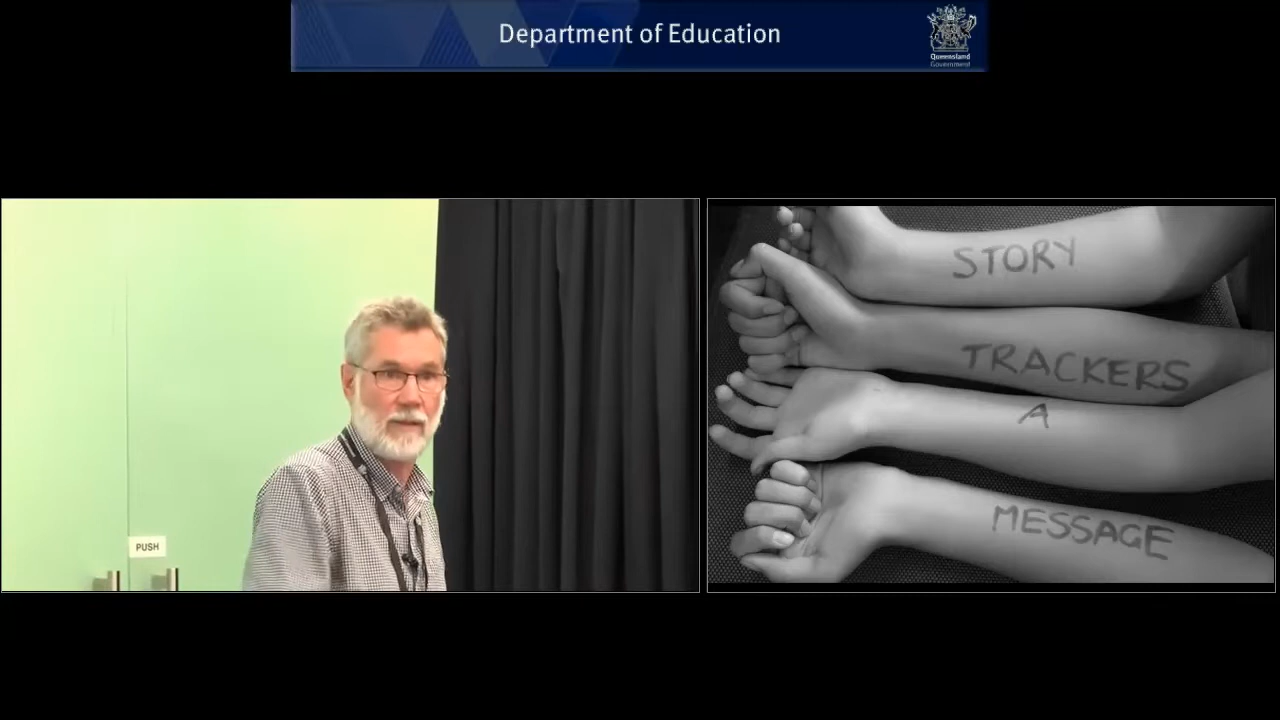 Department of Education
Queensland
Government
PUSH
STORY
TRACKERS
A
MESSAGE